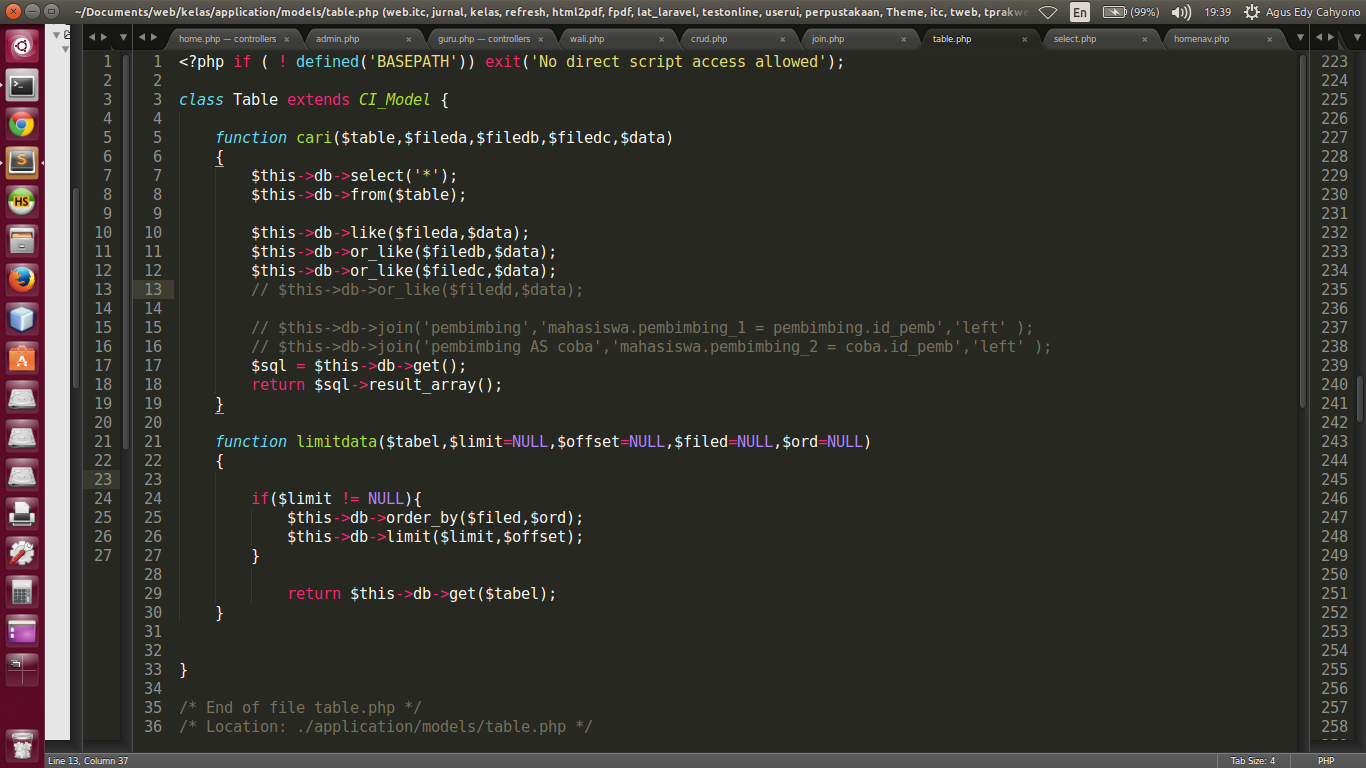 ~/Documents/web/kelas/application/models/table.php (web.itc, jurnal, kelas, refresh, html2pdf, fpdf, lat_laravel, testonline, userui, perpustakaan, Theme, itc, tweb, tprakwe
En (99%) 19:39 Agus Edy Cahyono
home.php — controllers × admin.php × guru.php — controllers × wali.php × crud.php × join.php × table.php × select.php × homenav.php ×
1 1 <?php if ( ! defined('BASEPATH')) exit('No direct script access allowed'); 223
2 2 224
3 3 class Table extends CI_Model { 225
4 4 226
5 5 function cari($table,$fileda,$filedb,$filedc,$data) 227
6 6 { 228
7 7 $this->db->select('*'); 229
8 8 $this->db->from($table); 230
9 9 231
10 10 $this->db->like($fileda,$data); 232
11 11 $this->db->or_like($filedb,$data); 233
12 12 $this->db->or_like($filedc,$data); 234
13 13 // $this->db->or_like($filedd,$data); 235
14 14 236
15 15 // $this->db->join('pembimbing','mahasiswa.pembimbing_1 = pembimbing.id_pemb','left' ); 237
16 16 // $this->db->join('pembimbing AS coba','mahasiswa.pembimbing_2 = coba.id_pemb','left' ); 238
17 17 $sql = $this->db->get(); 239
18 18 return $sql->result_array(); 240
19 19 } 241
20 20 242
21 21 function limitdata($tabel,$limit=NULL,$offset=NULL,$filed=NULL,$ord=NULL) 243
22 22 { 244
23 23 245
24 24 if($limit != NULL){ 246
25 25 $this->db->order_by($filed,$ord); 247
26 26 $this->db->limit($limit,$offset); 248
27 27 } 249
28 250
29 return $this->db->get($tabel); 251
30 } 252
31 253
32 254
33 } 255
34 256
35 /* End of file table.php */ 257
36 /* Location: ./application/models/table.php */ 258
Line 13, Column 37 Tab Size: 4 PHP